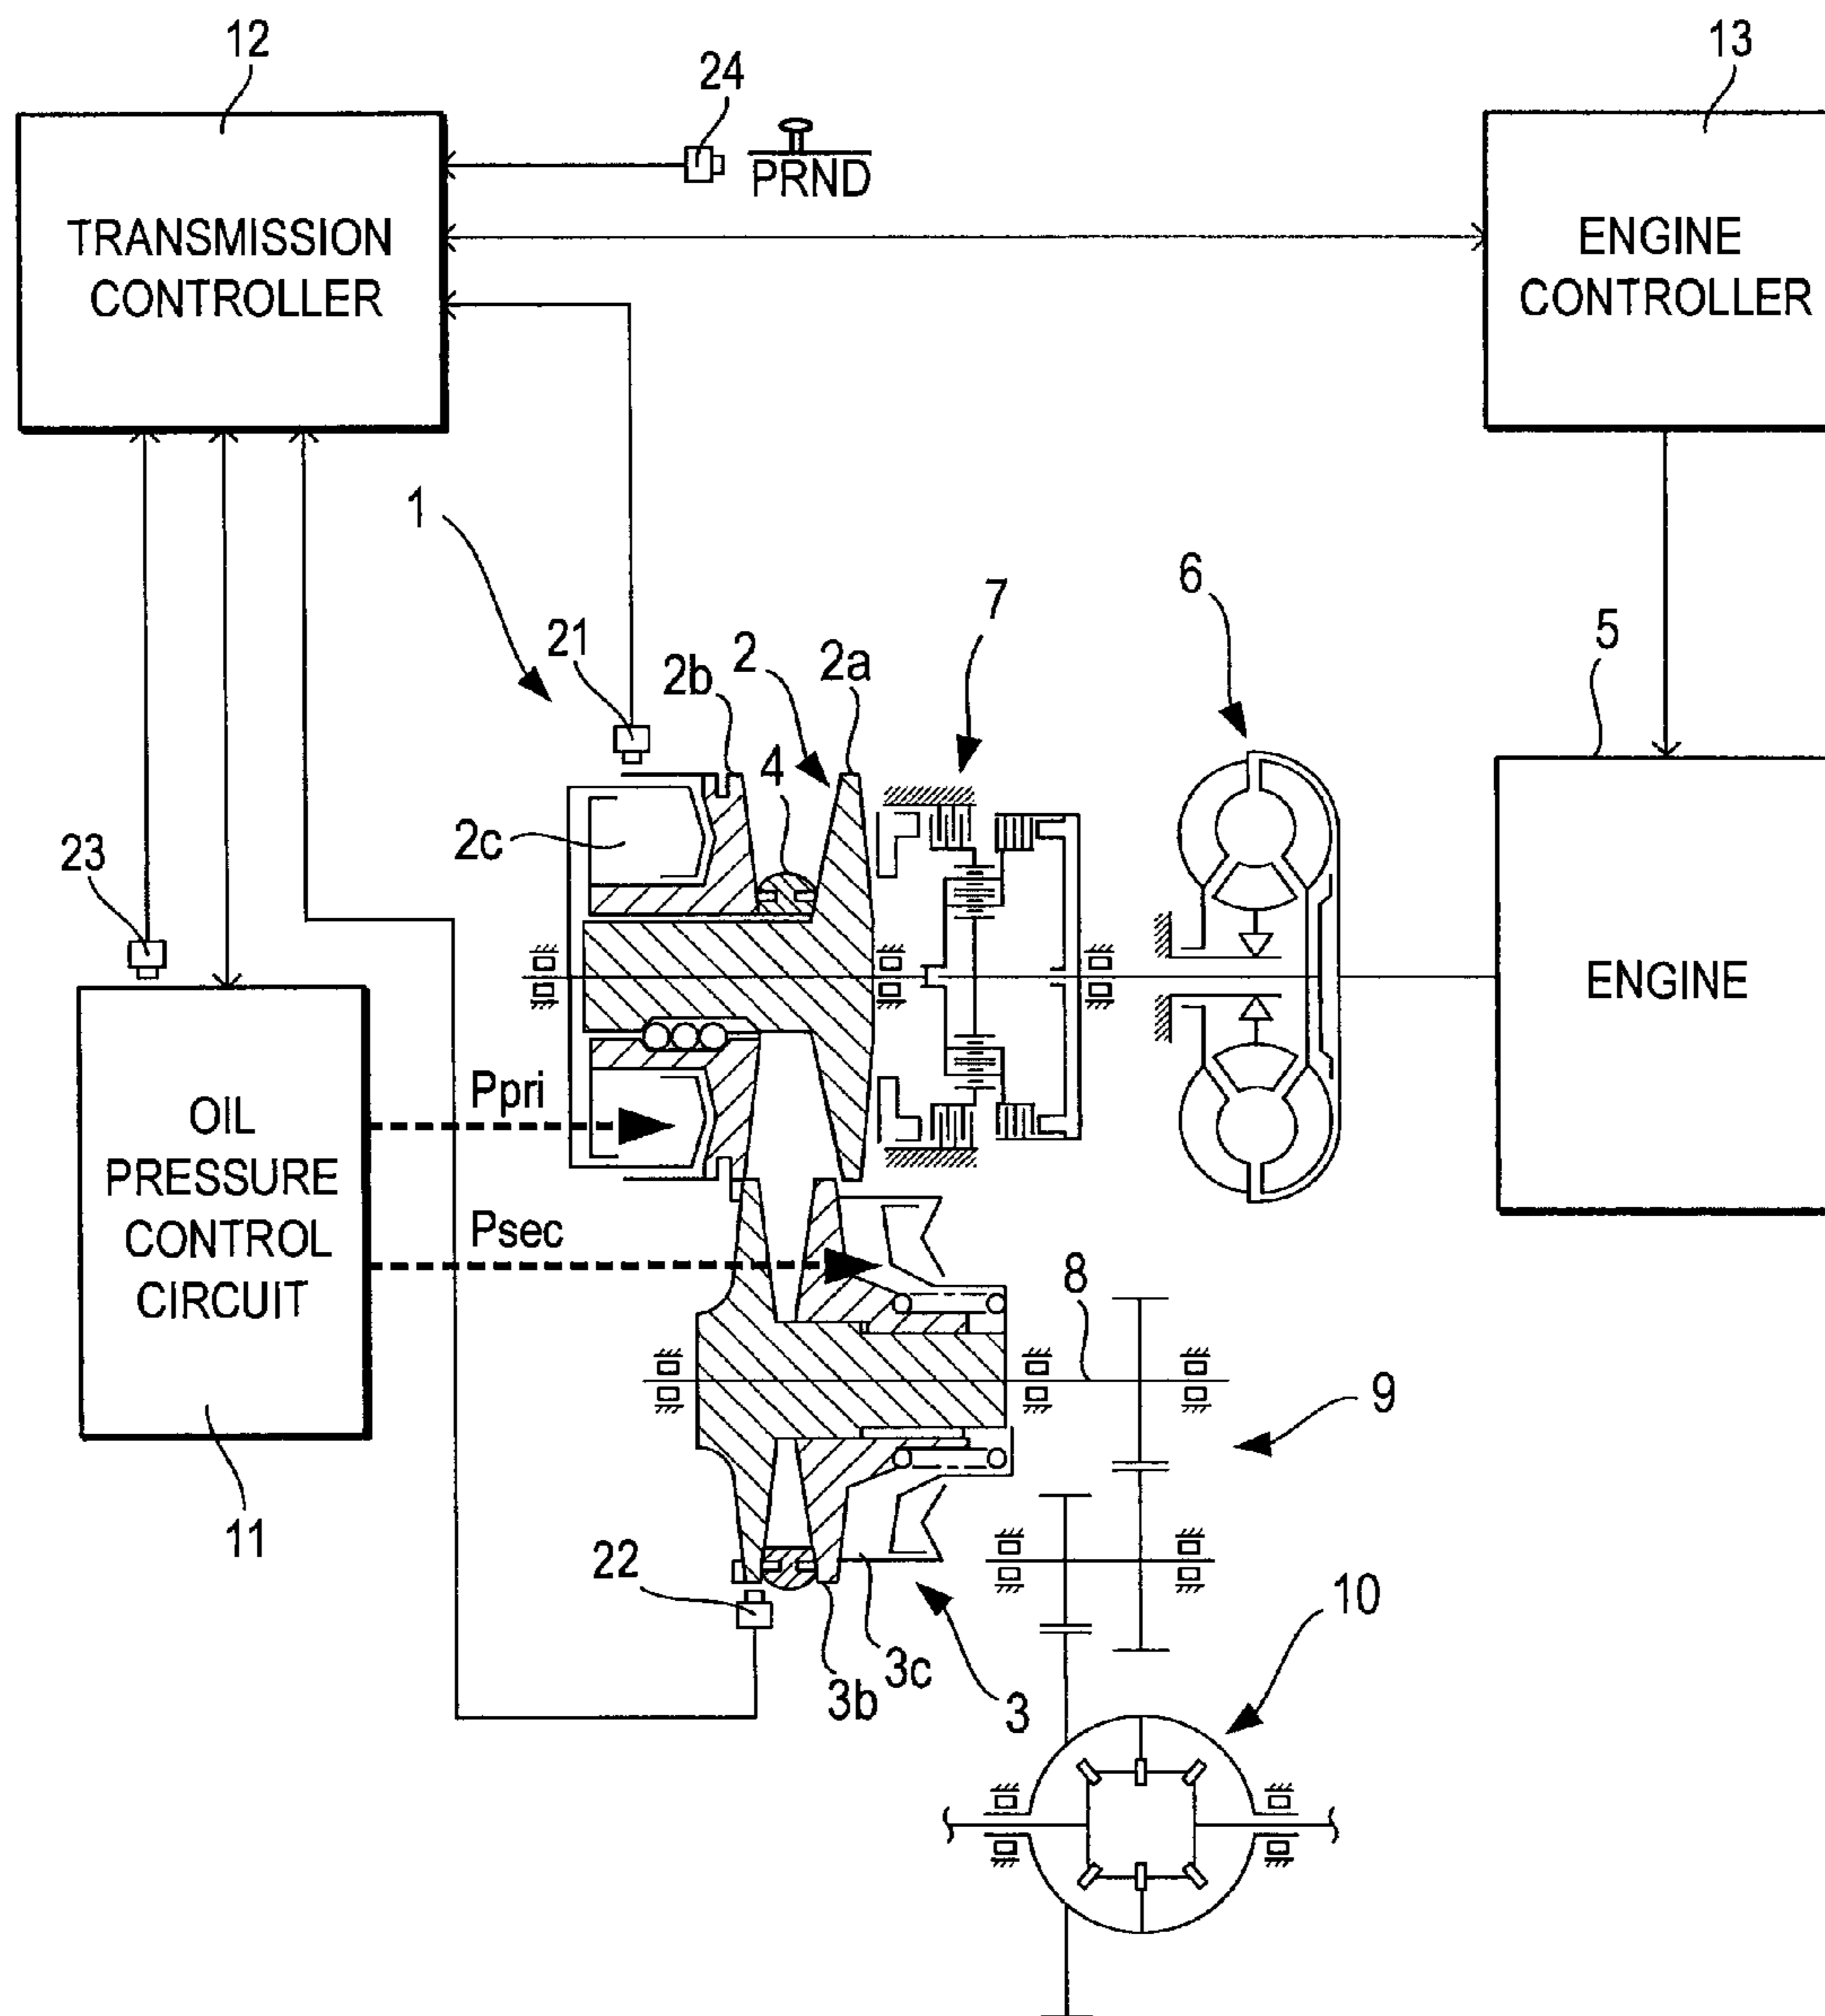 12
24
13
PRND
TRANSMISSION
CONTROLLER
ENGINE
CONTROLLER
1
21
2b
2
2a
7
6
5
4
2c
23
ENGINE
OIL
PRESSURE
CONTROL
CIRCUIT
Ppri
Psec
8
9
11
22
3b
3c
3
10